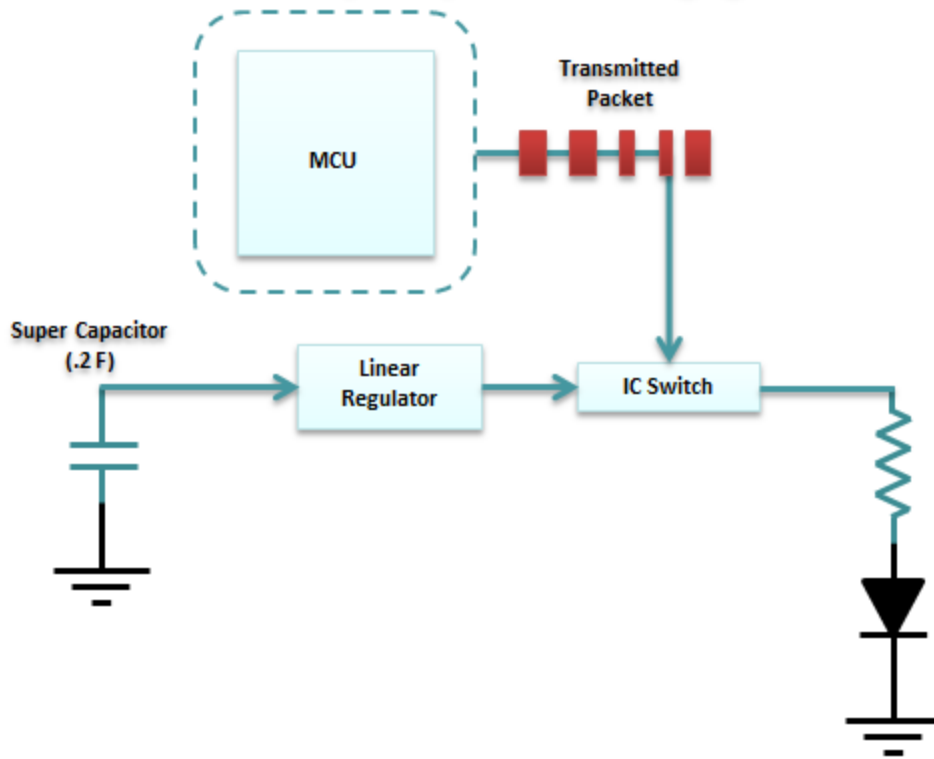 Transmitted
Packet
MCU
Super Capacitor
(.2 F)
Linear
Regulator
IC Switch